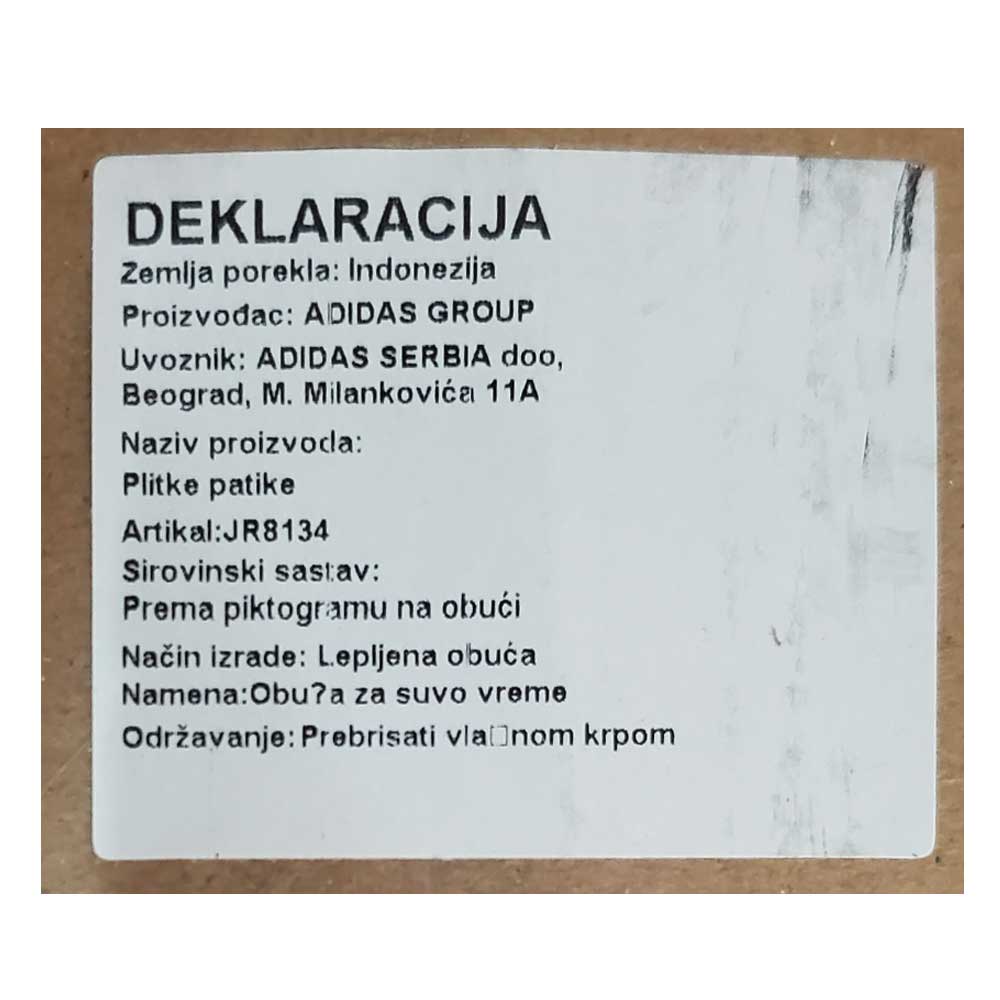 DEKLARACIJA
Zemlja porekla: Indonezija
Proizvođac: ADIDAS GROUP
Uvoznik: ADIDAS SERBIA doo,
Beograd, M. Milankovića 11A
Naziv proizvoda:
Plitke patike
Artikal:JR8134
Sirovinski sastav:
Prema piktogramu na obući
Način izrade: Lepljena obuća
Namena:Obu?a za suvo vreme
Održavanje: Prebrisati vla□nom krpom